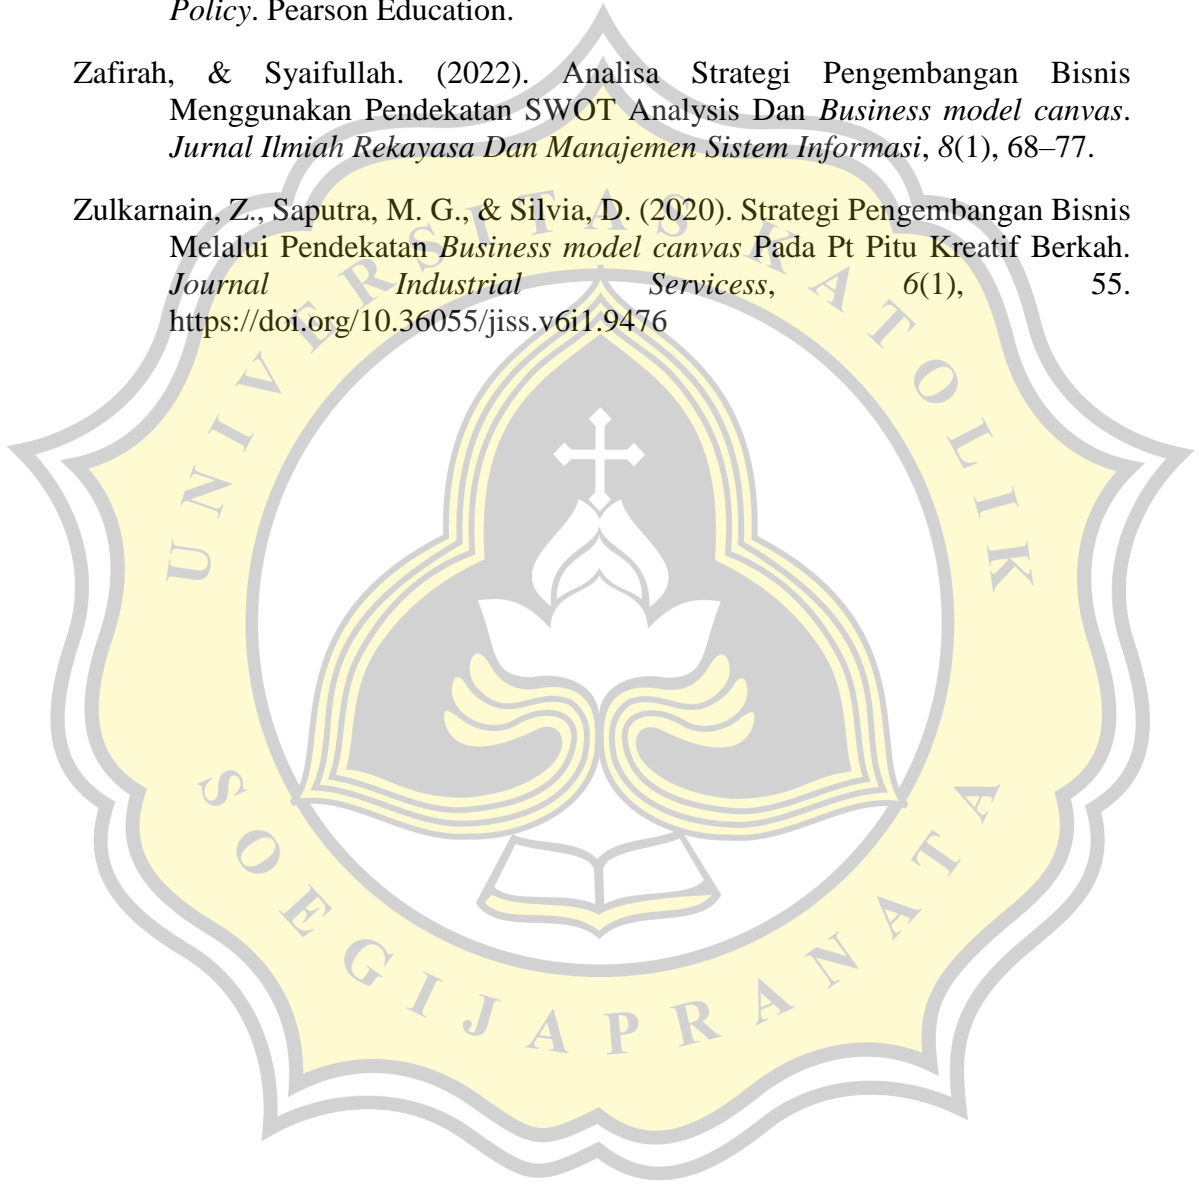 Policy. Pearson Education.
Zafirah, & Syaifullah. (2022). Analisa Strategi Pengembangan Bisnis
Menggunakan Pendekatan SWOT Analysis Dan Business model canvas.
Jurnal Ilmiah Rekayasa Dan Manajemen Sistem Informasi, 8(1), 68–77.
Zulkarnain, Z., Saputra, M. G., & Silvia, D. (2020). Strategi Pengembangan Bisnis
Melalui Pendekatan Business model canvas Pada Pt Pitu Kreatif Berkah.
Journal Industrial Servicess, 6(1), 55.
https://doi.org/10.36055/jiss.v6i1.9476
UNIVERSITAS KATOLIK
SOEGIJAPRANATA